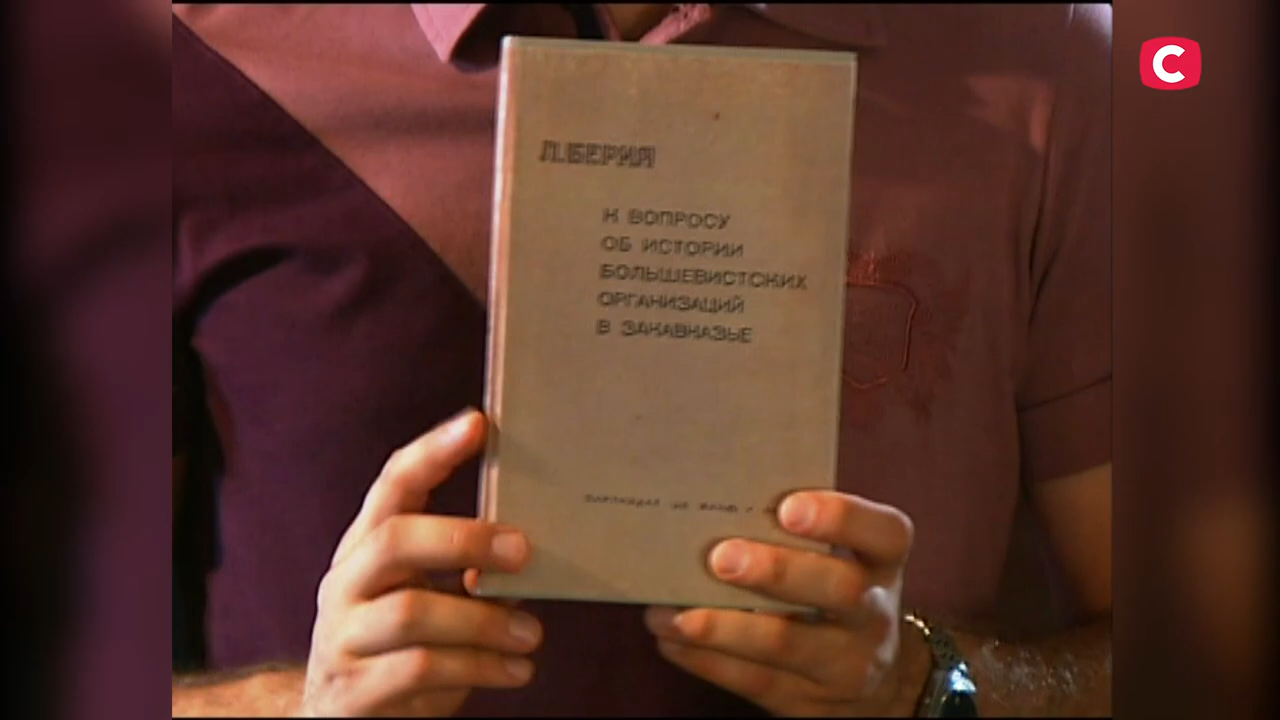 Л. БЕРИЯ
К ВОПРОСУ
ОБ ИСТОРИИ
БОЛЬШЕВИСТСКИХ
ОРГАНИЗАЦИЙ
В ЗАКАВКАЗЬЕ
С